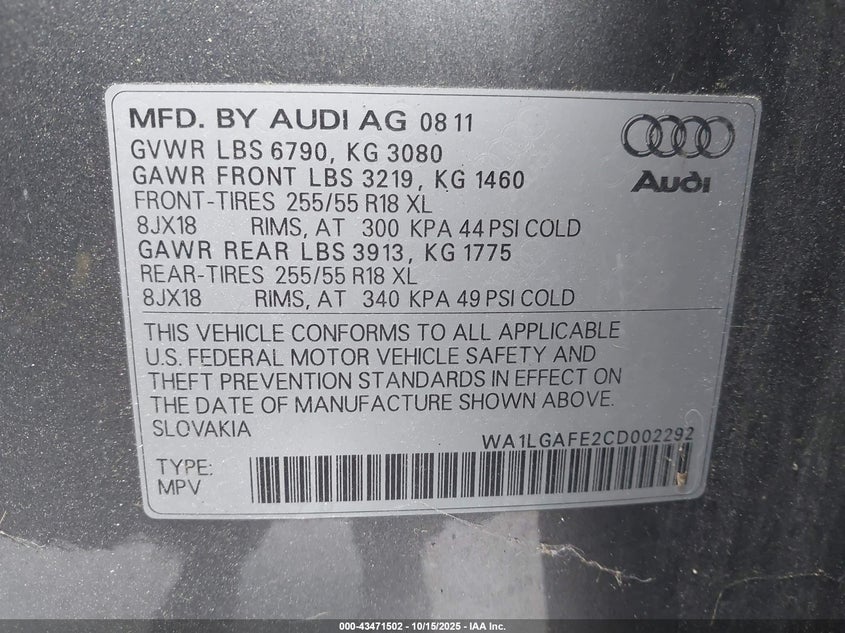 MFD. BY AUDI AG 08 11
GVWR LBS 6790, KG 3080
GAWR FRONT LBS 3219, KG 1460
FRONT-TIRES 255/55 R18 XL
8JX18 RIMS, AT 300 KPA 44 PSI COLD
GAWR REAR LBS 3913, KG 1775
REAR-TIRES 255/55 R18 XL
8JX18 RIMS, AT 340 KPA 49 PSI COLD
Audi
THIS VEHICLE CONFORMS TO ALL APPLICABLE
U.S. FEDERAL MOTOR VEHICLE SAFETY AND
THEFT PREVENTION STANDARDS IN EFFECT ON
THE DATE OF MANUFACTURE SHOWN ABOVE.
SLOVAKIA WA1LGAFE2CD002292
TYPE:
MPV
000-43471502 - 10/15/2025 - IAA Inc.